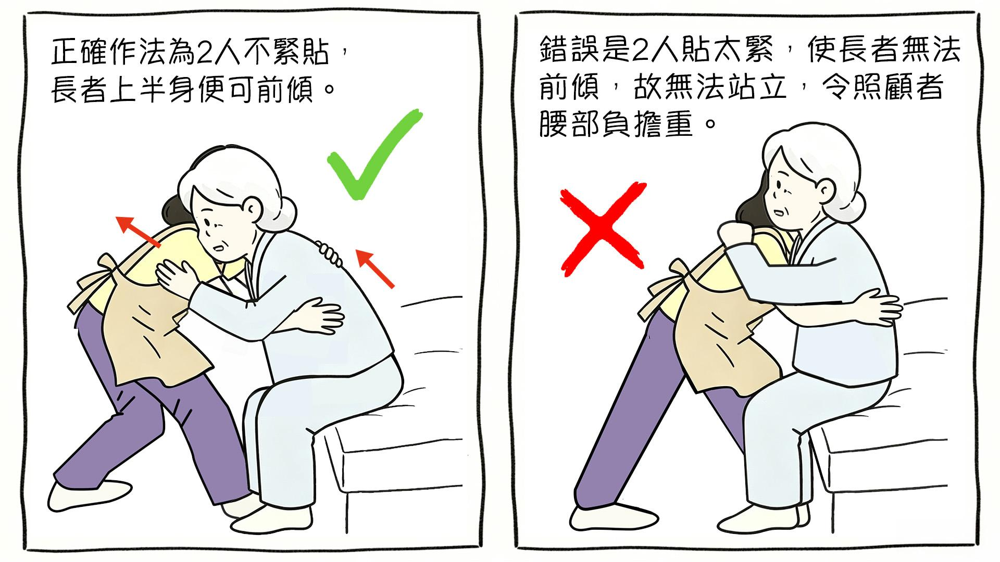 正確作法為2人不緊貼，
長者上半身便可前傾。
錯誤是2人貼太緊，使長者無法
前傾，故無法站立，令照顧者
腰部負擔重。